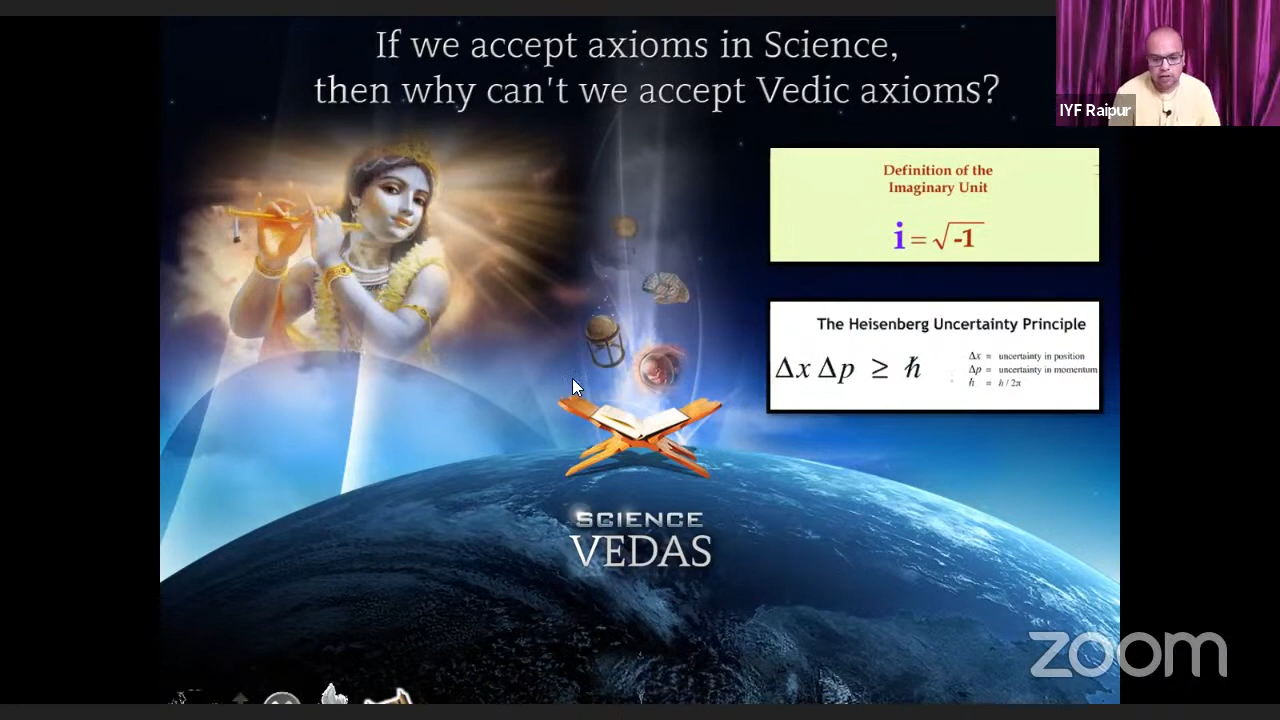 If we accept axioms in Science,
then why can't we accept Vedic axioms?
IYF Raipur
Definition of the
Imaginary Unit
i = √-1
The Heisenberg Uncertainty Principle
Δx Δp ≥ ħ
Δx = uncertainty in position
Δp = uncertainty in momentum
ħ = h / 2π
SCIENCE
VEDAS
zoom